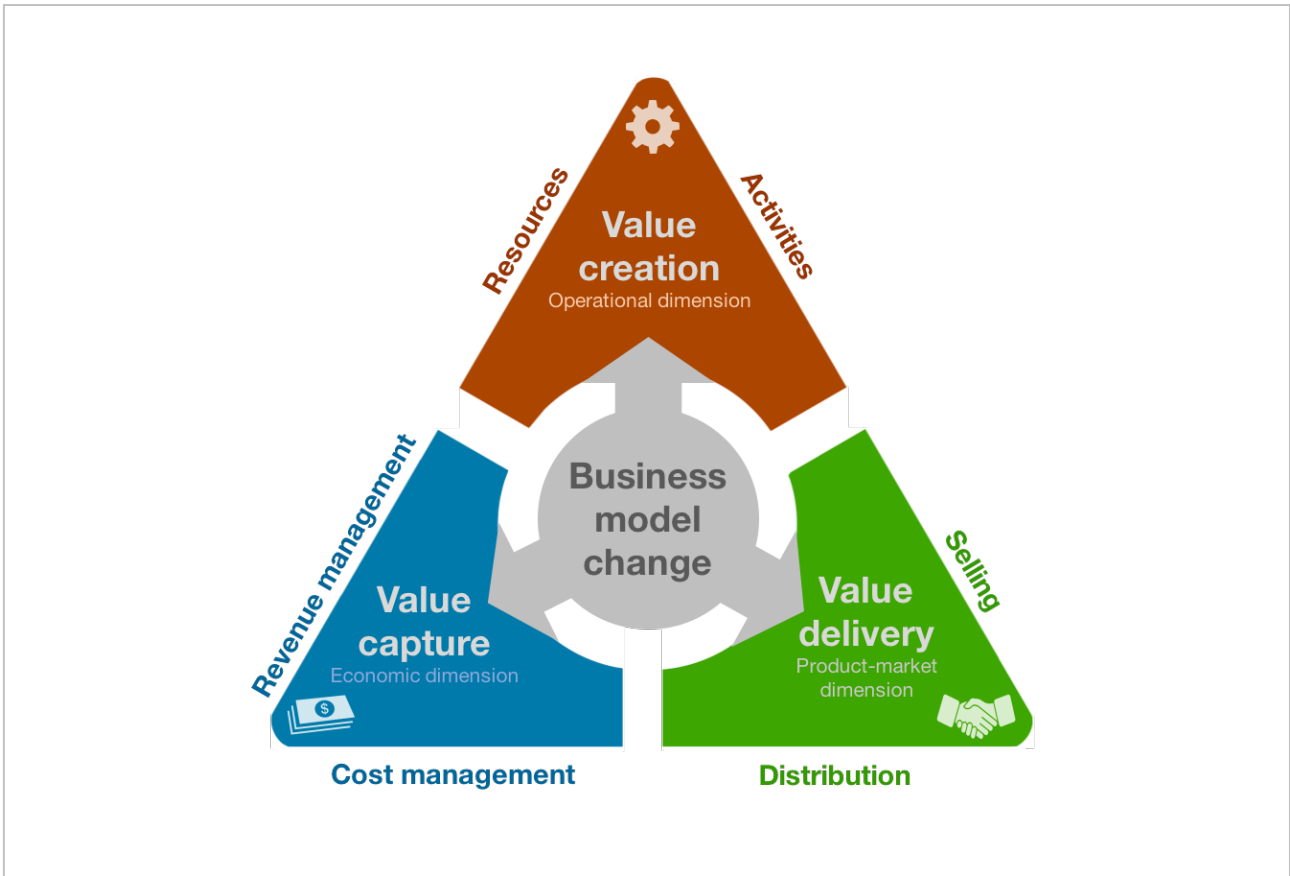 Resources
Activities
Value
creation
Operational dimension
Business
model
change
Revenue management
Value
capture
Economic dimension
$
Cost management
Value
delivery
Product-market
dimension
Selling
Distribution